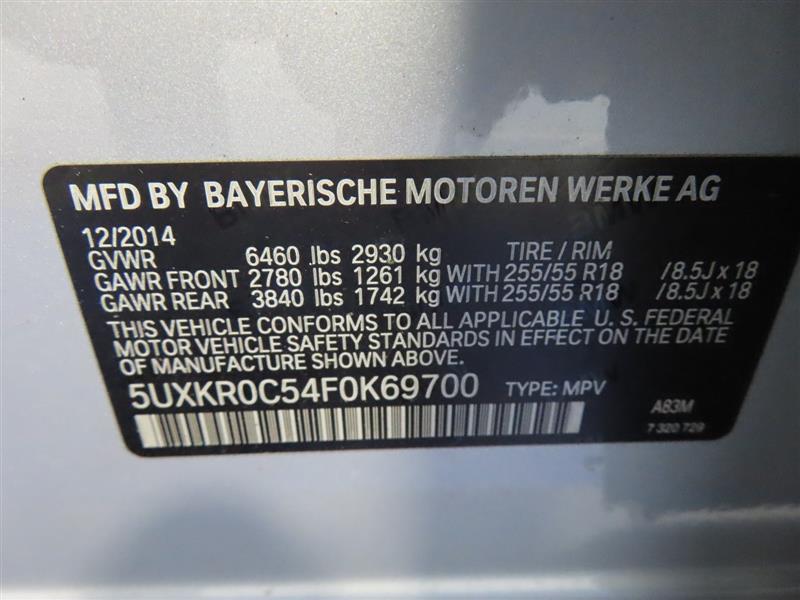 MFD BY BAYERISCHE MOTOREN WERKE AG
12/2014
GVWR 6460 lbs 2930 kg TIRE / RIM
GAWR FRONT 2780 lbs 1261 kg WITH 255/55 R18 /8.5J x 18
GAWR REAR 3840 lbs 1742 kg WITH 255/55 R18 /8.5J x 18
THIS VEHICLE CONFORMS TO ALL APPLICABLE U. S. FEDERAL
MOTOR VEHICLE SAFETY STANDARDS IN EFFECT ON THE DATE
OF MANUFACTURE SHOWN ABOVE.
5UXKR0C54F0K69700 TYPE: MPV A83M
7 320 729